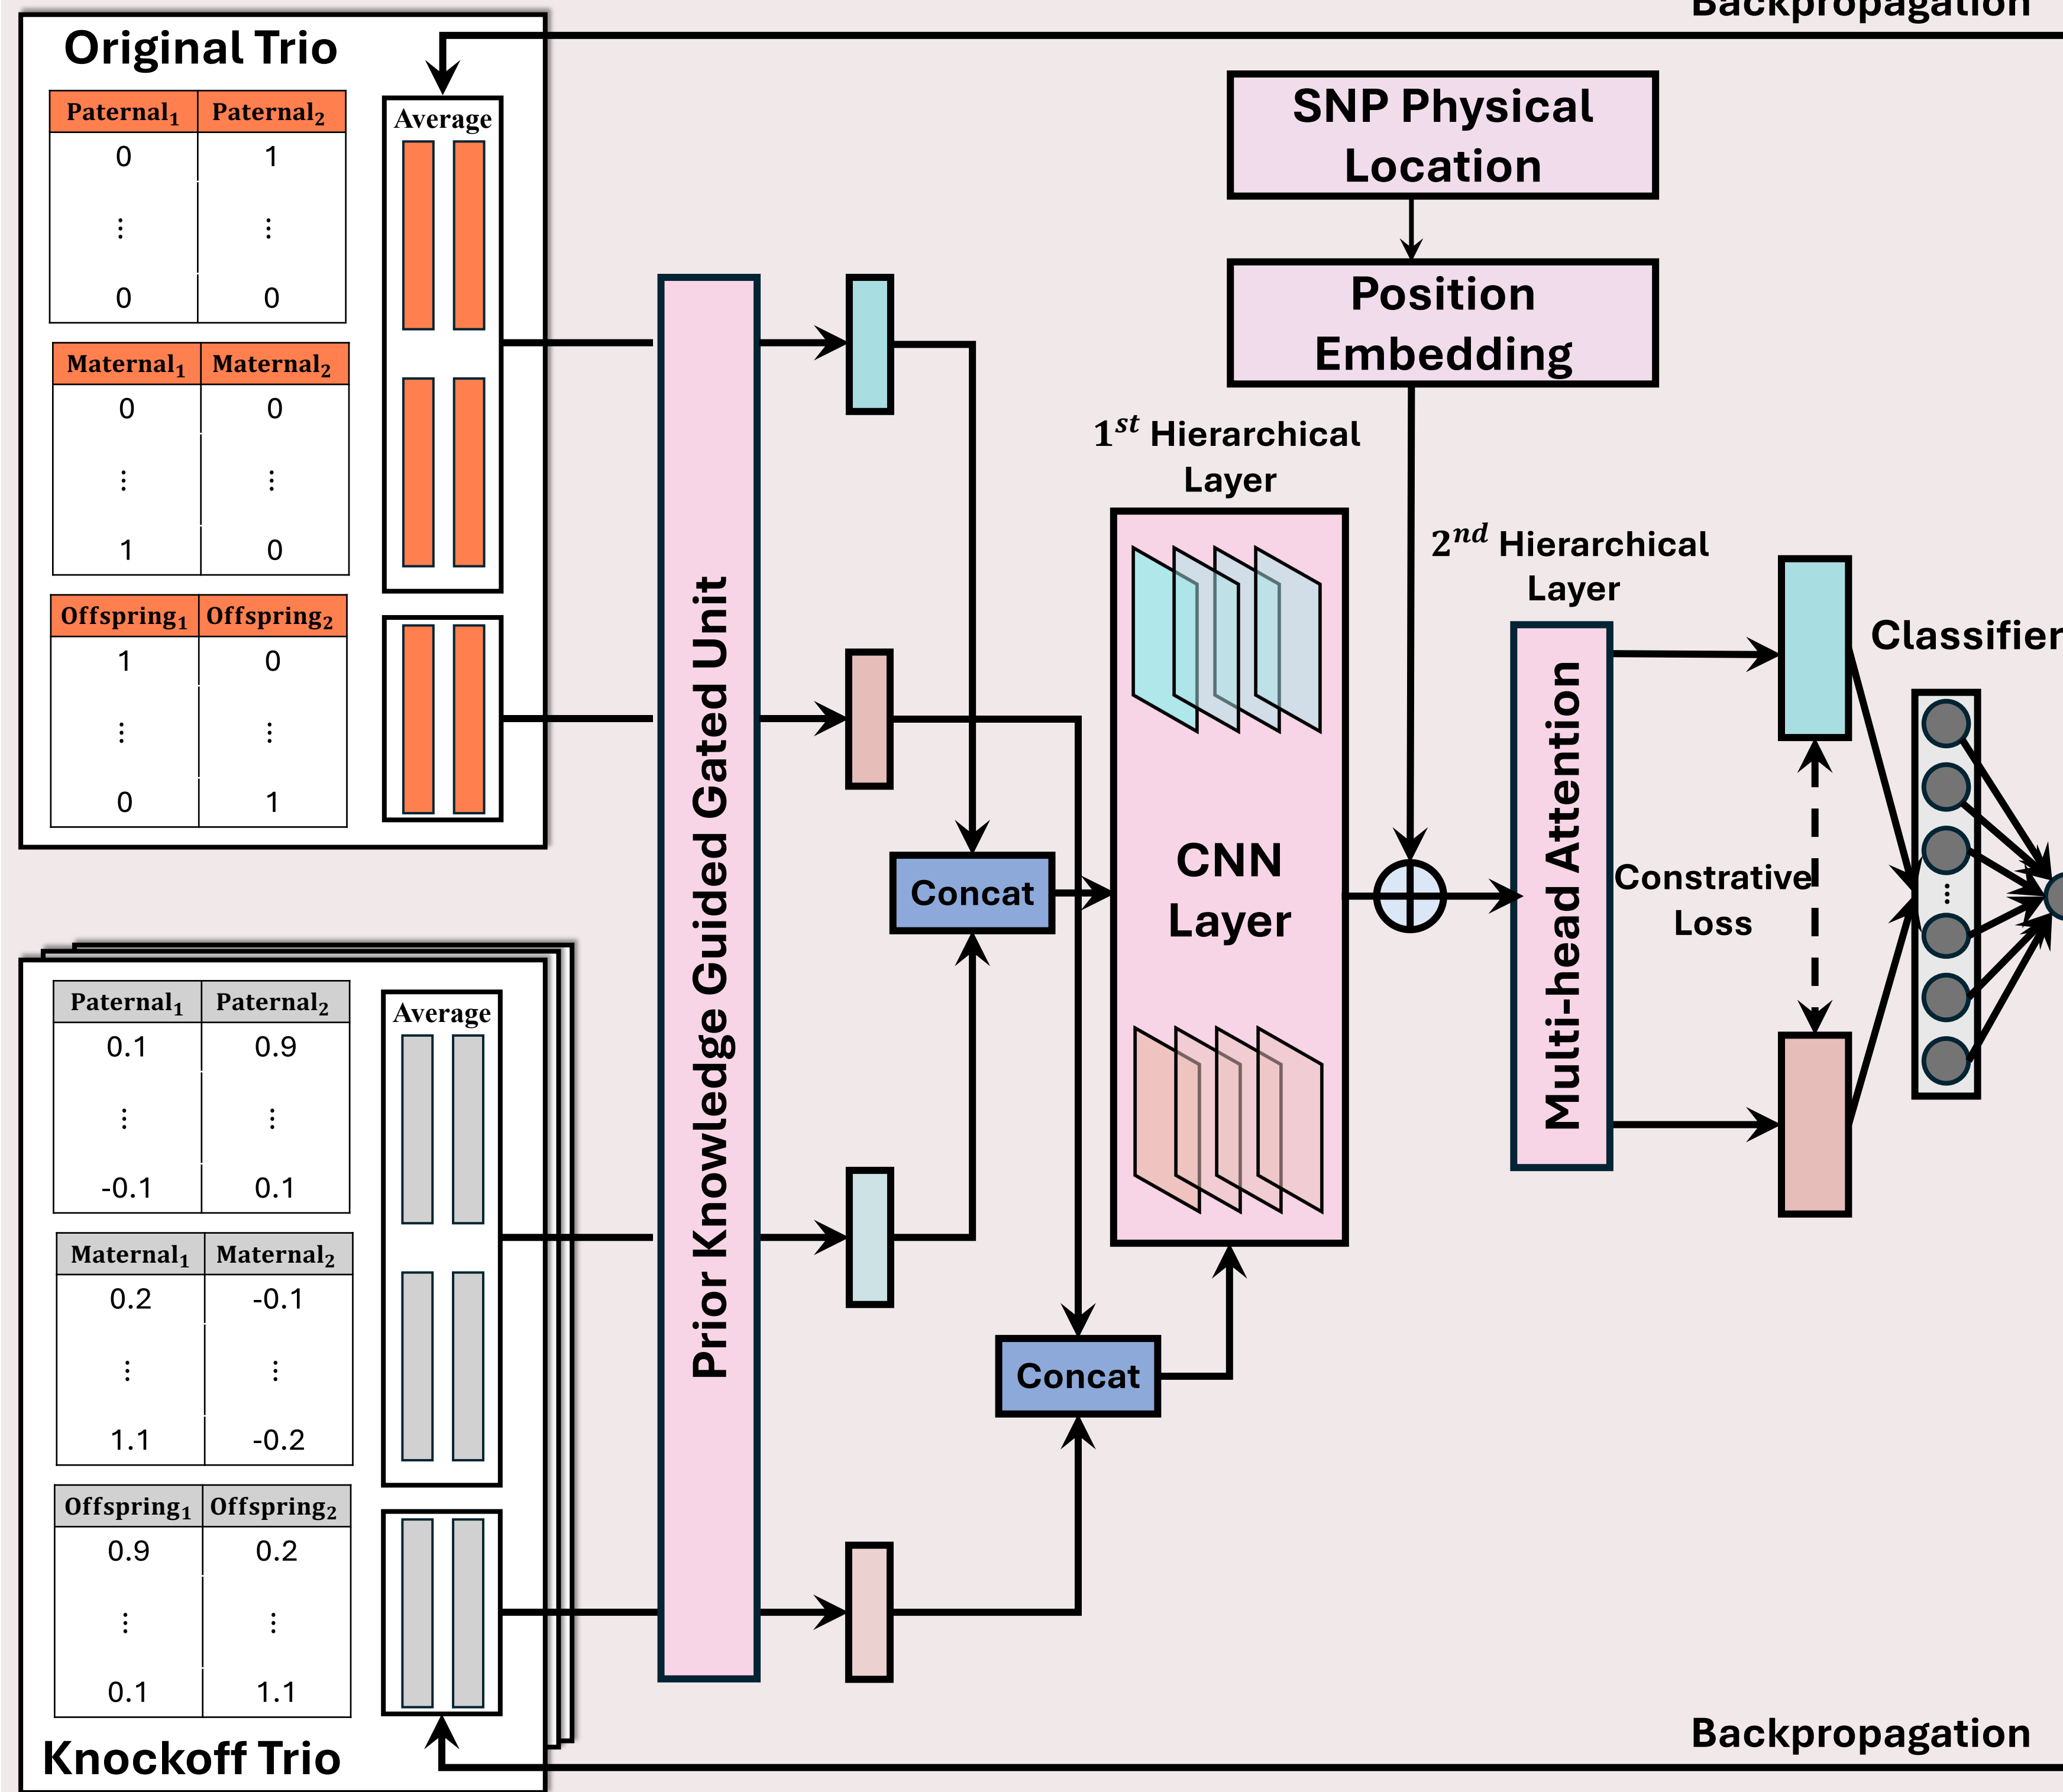 Backpropagation
Original Trio
Paternal₁ Paternal₂
0 1
⋮ ⋮
0 0
Maternal₁ Maternal₂
0 0
⋮ ⋮
1 0
Offspring₁ Offspring₂
1 0
⋮ ⋮
0 1
Average
Paternal₁ Paternal₂
0.1 0.9
⋮ ⋮
-0.1 0.1
Maternal₁ Maternal₂
0.2 -0.1
⋮ ⋮
1.1 -0.2
Offspring₁ Offspring₂
0.9 0.2
⋮ ⋮
0.1 1.1
Average
Knockoff Trio
Prior Knowledge Guided Gated Unit
Concat
Concat
SNP Physical
Location
Position
Embedding
1st Hierarchical
Layer
CNN
Layer
2nd Hierarchical
Layer
Multi-head Attention
Constrative
Loss
Classifier
⋮
Backpropagation